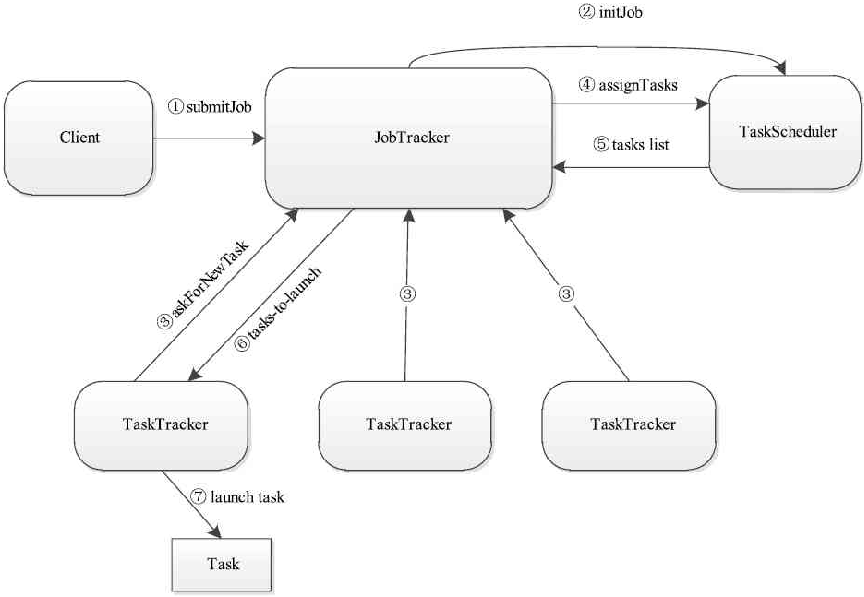 ② initJob
① submitJob
④ assignTasks
Client
JobTracker
TaskScheduler
⑤ tasks list
③ askForNewTask
⑥ tasks-to-launch
③
③
TaskTracker
TaskTracker
TaskTracker
⑦ launch task
Task